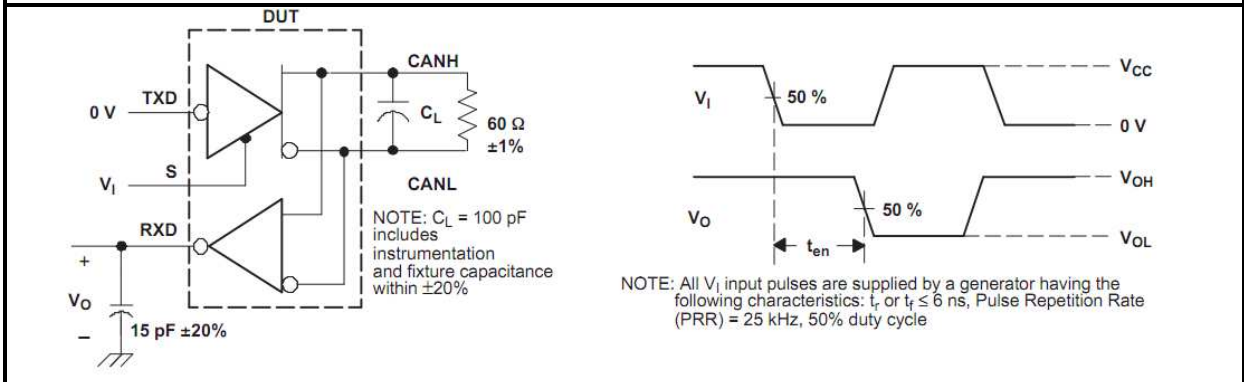 DUT
CANH
TXD
0 V
CL
60 Ω
±1%
S
VI
CANL
RXD
NOTE: CL = 100 pF
includes
instrumentation
and fixture capacitance
within ±20%
+
VO
–
15 pF ±20%
VCC
VI
50 %
0 V
VOH
VO
50 %
ten
VOL
NOTE: All VI input pulses are supplied by a generator having the
following characteristics: tr or tf ≤ 6 ns, Pulse Repetition Rate
(PRR) = 25 kHz, 50% duty cycle